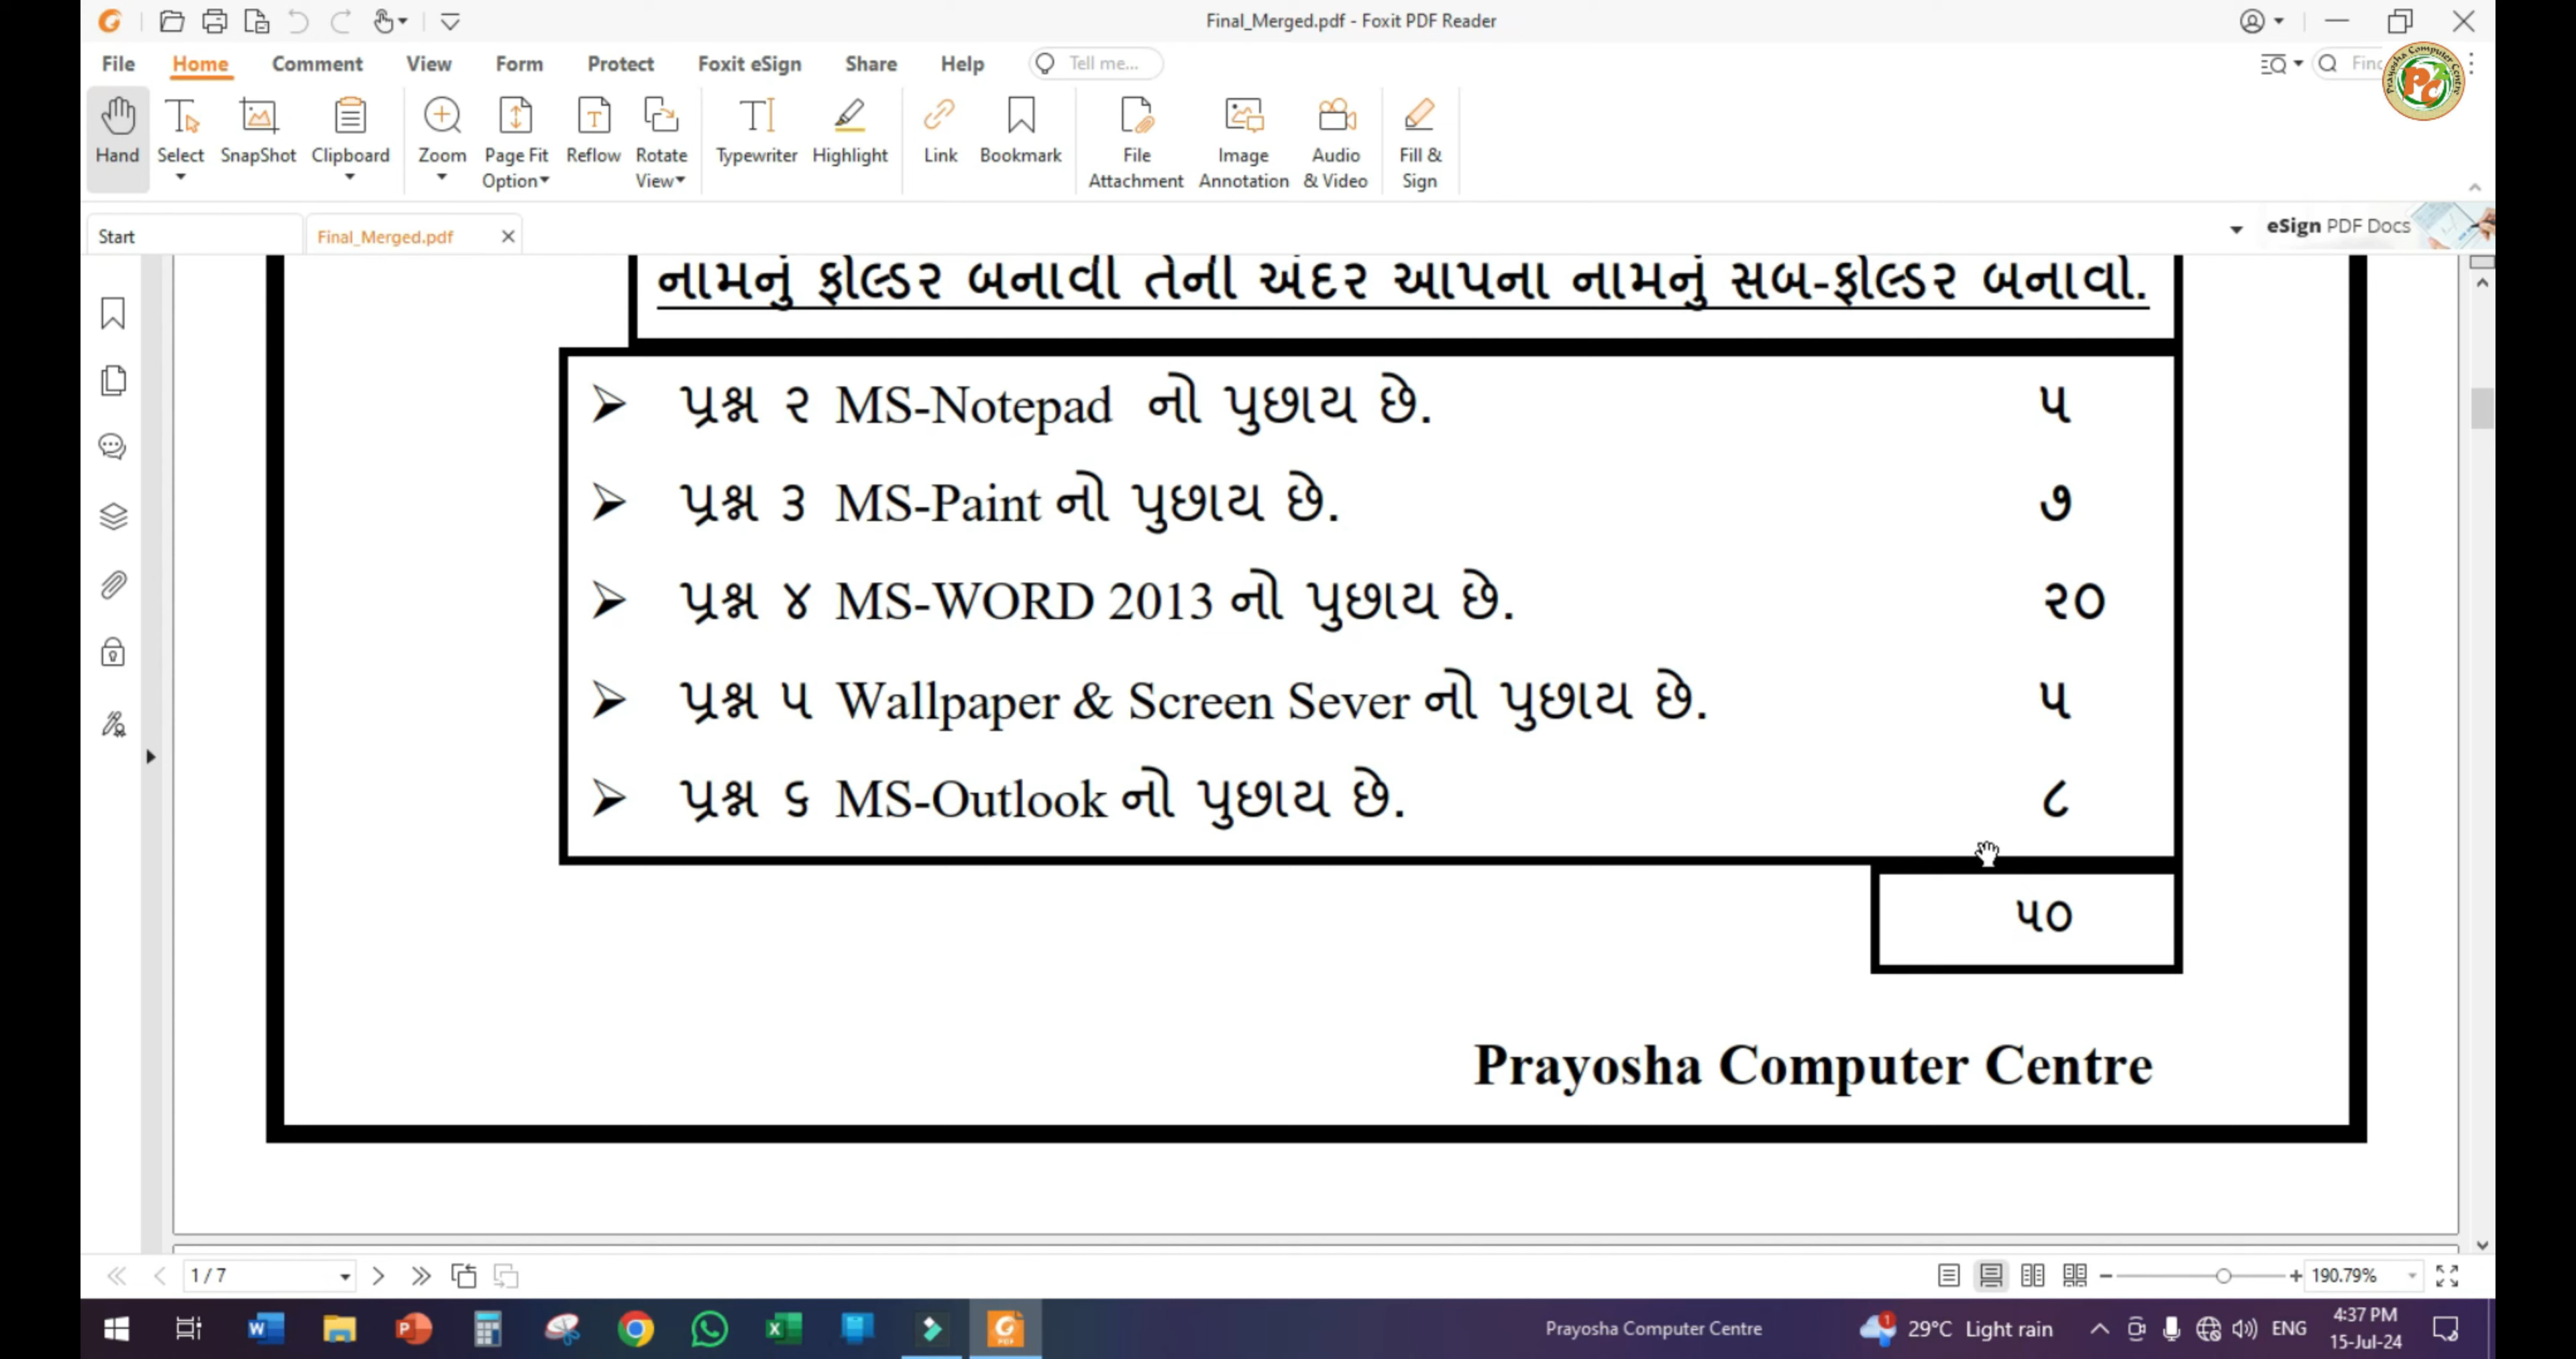 Final_Merged.pdf - Foxit PDF Reader
File Home Comment View Form Protect Foxit eSign Share Help Tell me...
Hand Select SnapShot Clipboard Zoom Page Fit Option Reflow Rotate View Typewriter Highlight Link Bookmark File Attachment Image Annotation Audio & Video Fill & Sign
Prayosha Computer Centre
Start Final_Merged.pdf eSign PDF Docs
નામનું ફોલ્ડર બનાવી તેની અંદર આપના નામનું સબ-ફોલ્ડર બનાવો.
➢ પ્રશ્ન ૨ MS-Notepad નો પુછાય છે. ૫
➢ પ્રશ્ન ૩ MS-Paint નો પુછાય છે. ૭
➢ પ્રશ્ન ૪ MS-WORD 2013 નો પુછાય છે. ૨૦
➢ પ્રશ્ન ૫ Wallpaper & Screen Sever નો પુછાય છે. ૫
➢ પ્રશ્ન ૬ MS-Outlook નો પુછાય છે. ૮
૫૦
Prayosha Computer Centre
1 / 7 190.79%
Prayosha Computer Centre 29°C Light rain ENG 4:37 PM
15-Jul-24